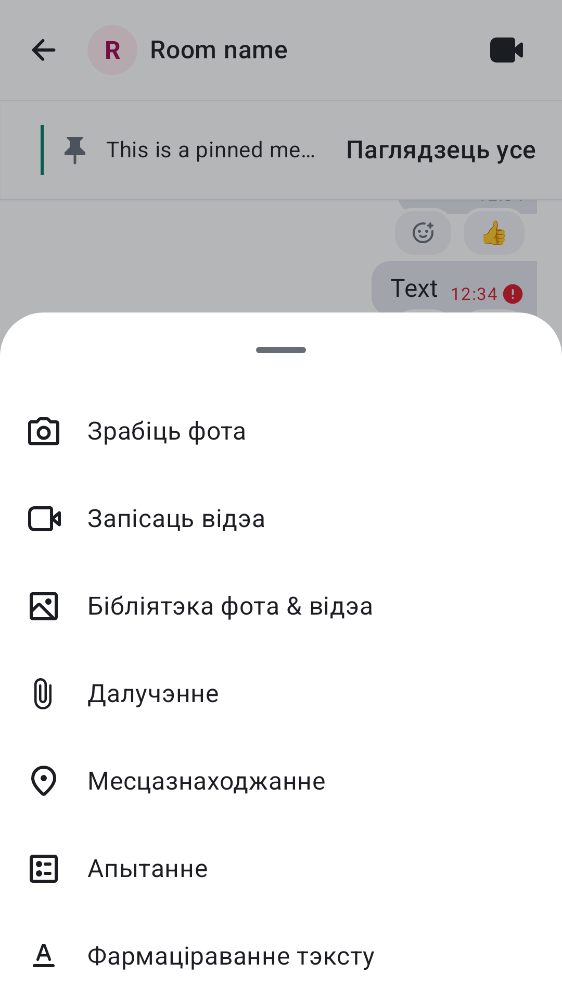 R Room name
This is a pinned me... Паглядзець усе
Text 12:34
Зрабіць фота
Запісаць відэа
Бібліятэка фота & відэа
Далучэнне
Месцазнаходжанне
Апытанне
Фармаціраванне тэксту